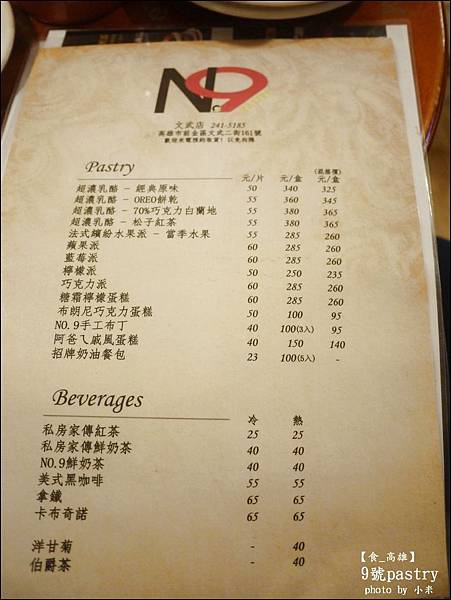 No9
文武店 241-5185
高雄市前金區文武二街161號
歡迎來電預約取貨! 以免向隅
Pastry 元/片 元/盒 (提籃價) 元/盒
超濃乳酪 - 經典原味 50 340 325
超濃乳酪 - OREO餅乾 55 360 345
超濃乳酪 - 70%巧克力白蘭地 55 380 365
超濃乳酪 - 松子紅茶 55 380 365
法式繽紛水果派 - 當季水果 55 285 260
蘋果派 60 285 260
藍莓派 60 285 260
檸檬派 50 250 235
巧克力派 60 285 260
糖霜檸檬蛋糕 60 285 260
布朗尼巧克力蛋糕 50 100 95
NO.9手工布丁 40 100(3入) 95
阿爸ㄟ戚風蛋糕 40 150 140
招牌奶油餐包 23 100(5入) -
Beverages 冷 熱
私房家傳紅茶 25 25
私房家傳鮮奶茶 40 40
NO.9鮮奶茶 40 40
美式黑咖啡 55 55
拿鐵 65 65
卡布奇諾 65 65
洋甘菊 - 40
伯爵茶 - 40
【食_高雄】
9號pastry
photo by 小米